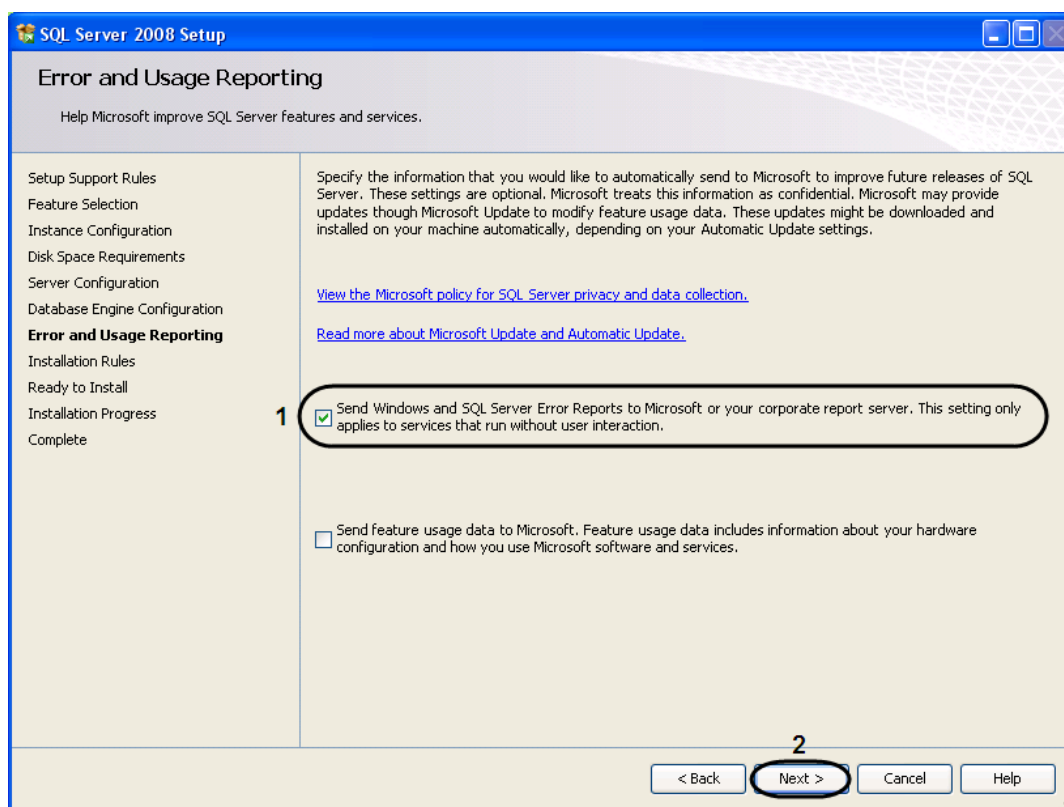 SQL Server 2008 Setup
Error and Usage Reporting
Help Microsoft improve SQL Server features and services.
Setup Support Rules
Feature Selection
Instance Configuration
Disk Space Requirements
Server Configuration
Database Engine Configuration
Error and Usage Reporting
Installation Rules
Ready to Install
Installation Progress
Complete
Specify the information that you would like to automatically send to Microsoft to improve future releases of SQL
Server. These settings are optional. Microsoft treats this information as confidential. Microsoft may provide
updates though Microsoft Update to modify feature usage data. These updates might be downloaded and
installed on your machine automatically, depending on your Automatic Update settings.
View the Microsoft policy for SQL Server privacy and data collection.
Read more about Microsoft Update and Automatic Update.
1
Send Windows and SQL Server Error Reports to Microsoft or your corporate report server. This setting only
applies to services that run without user interaction.
Send feature usage data to Microsoft. Feature usage data includes information about your hardware
configuration and how you use Microsoft software and services.
2
< Back Next > Cancel Help